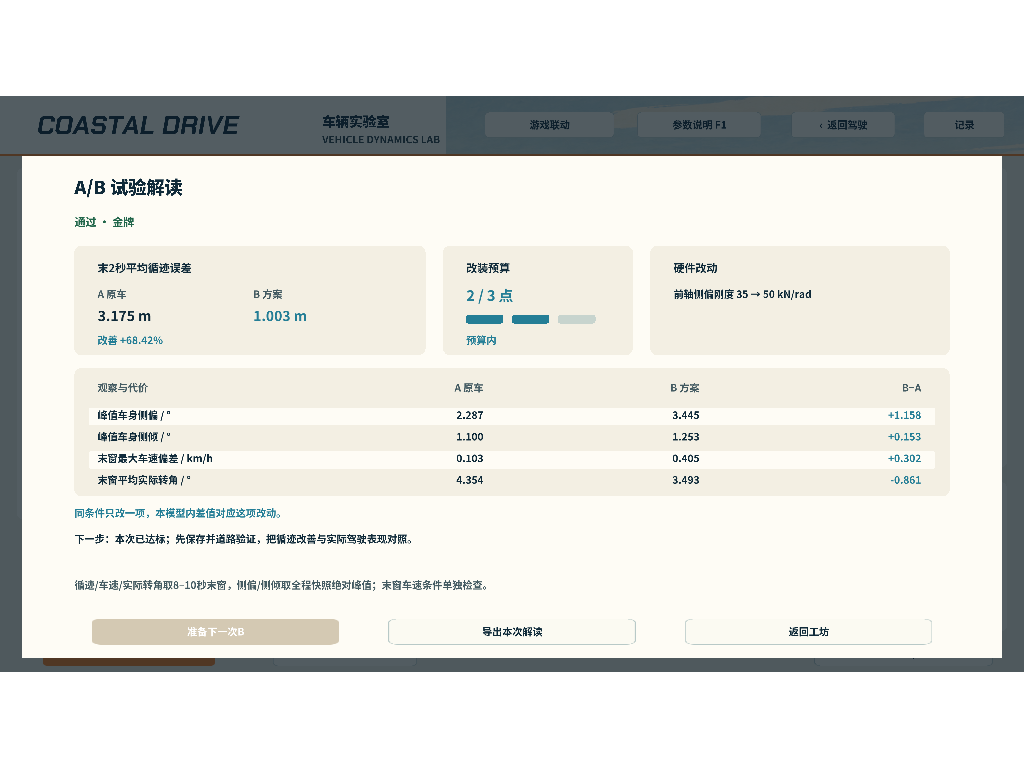 COASTAL DRIVE
车辆实验室
VEHICLE DYNAMICS LAB
游戏联动
参数说明 F1
‹ 返回驾驶
记录
A/B 试验解读
通过 · 金牌
末2秒平均循迹误差
A 原车
B 方案
3.175 m
1.003 m
改善 +68.42%
改装预算
2 / 3 点
预算内
硬件改动
前轴侧偏刚度 35 → 50 kN/rad
观察与代价 A 原车 B 方案 B−A
峰值车身侧偏 / ° 2.287 3.445 +1.158
峰值车身侧倾 / ° 1.100 1.253 +0.153
末窗最大车速偏差 / km/h 0.103 0.405 +0.302
末窗平均实际转角 / ° 4.354 3.493 -0.861
同条件只改一项，本模型内差值对应这项改动。
下一步：本次已达标；先保存并道路验证，把循迹改善与实际驾驶表现对照。
循迹/车速/实际转角取8–10秒末窗，侧偏/侧倾取全程快照绝对峰值；末窗车速条件单独检查。
准备下一次B
导出本次解读
返回工坊